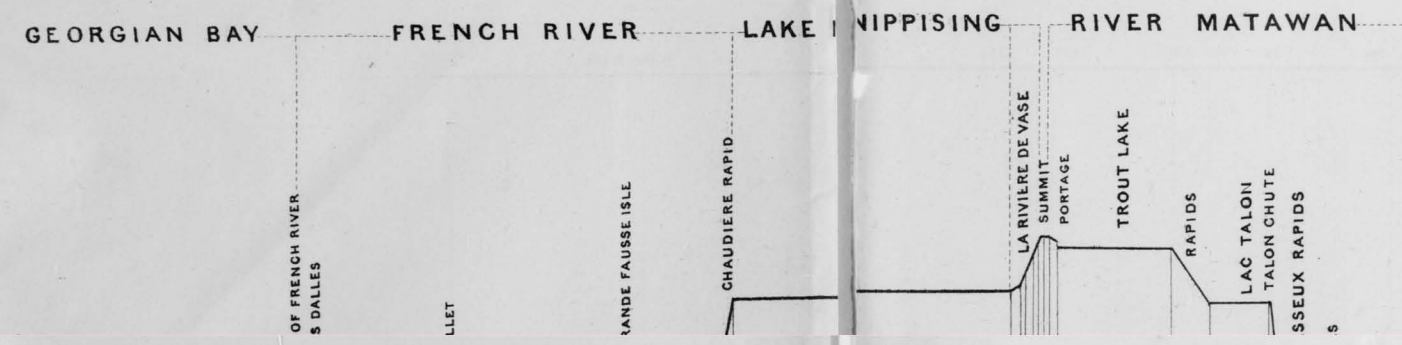 GEORGIAN BAY
FRENCH RIVER
LAKE NIPPISING
RIVER MATAWAN
OF FRENCH RIVER
S DALLES
LLET
RANDE FAUSSE ISLE
CHAUDIERE RAPID
LA RIVIERE DE VASE
SUMMIT
PORTAGE
TROUT LAKE
RAPIDS
LAC TALON
TALON CHUTE
SSEUX RAPIDS
S